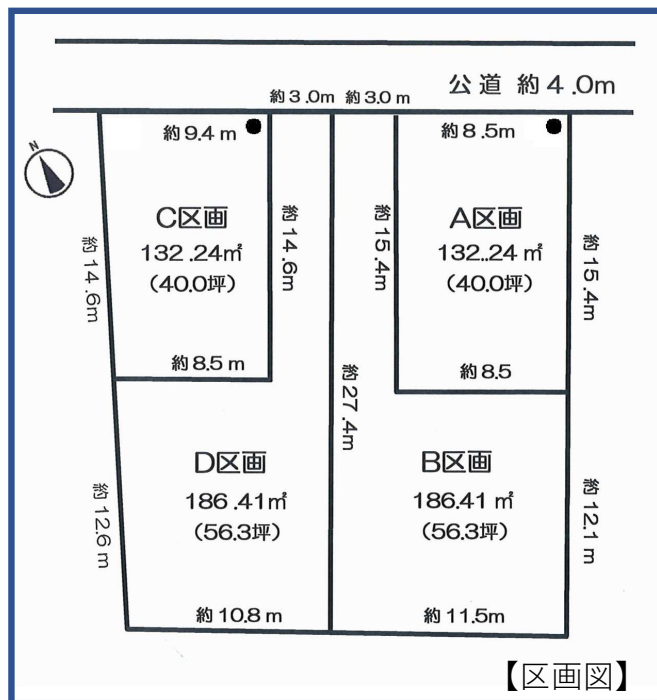 公道 約4.0m
約3.0m 約3.0m
約9.4m
約8.5m
N
C区画
132.24㎡
(40.0坪)
A区画
132..24㎡
(40.0坪)
約14.6m
約14.6m
約15.4m
約15.4m
約8.5m
約8.5
約27.4m
D区画
186.41㎡
(56.3坪)
B区画
186.41㎡
(56.3坪)
約12.6m
約12.1m
約10.8m
約11.5m
【区画図】